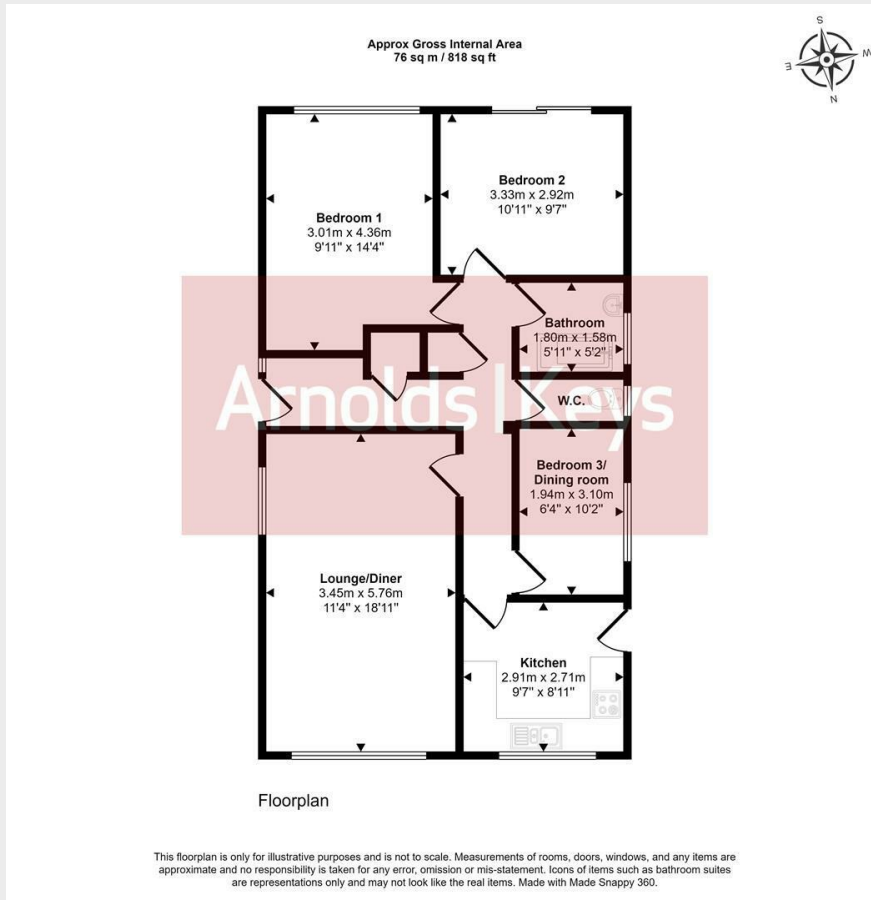 Approx Gross Internal Area
76 sq m / 818 sq ft
S
W
E
N
Bedroom 1
3.01m x 4.36m
9'11" x 14'4"
Bedroom 2
3.33m x 2.92m
10'11" x 9'7"
Bathroom
1.80m x 1.58m
5'11" x 5'2"
W.C.
Arnolds | Keys
Bedroom 3/
Dining room
1.94m x 3.10m
6'4" x 10'2"
Lounge/Diner
3.45m x 5.76m
11'4" x 18'11"
Kitchen
2.91m x 2.71m
9'7" x 8'11"
Floorplan
This floorplan is only for illustrative purposes and is not to scale. Measurements of rooms, doors, windows, and any items are
approximate and no responsibility is taken for any error, omission or mis-statement. Icons of items such as bathroom suites
are representations only and may not look like the real items. Made with Made Snappy 360.